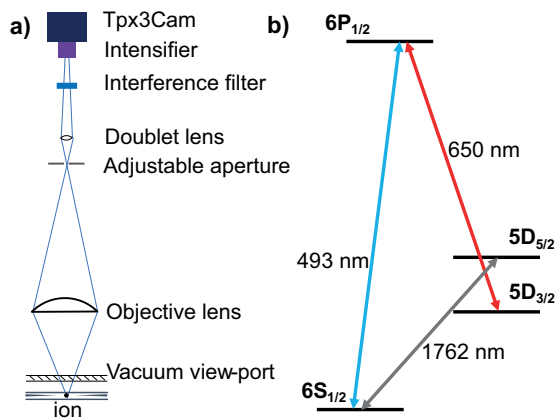 a)
Tpx3Cam
Intensifier
Interference filter
Doublet lens
Adjustable aperture
Objective lens
Vacuum view-port
ion
b)
6P1/2
650 nm
5D5/2
493 nm
5D3/2
1762 nm
6S1/2